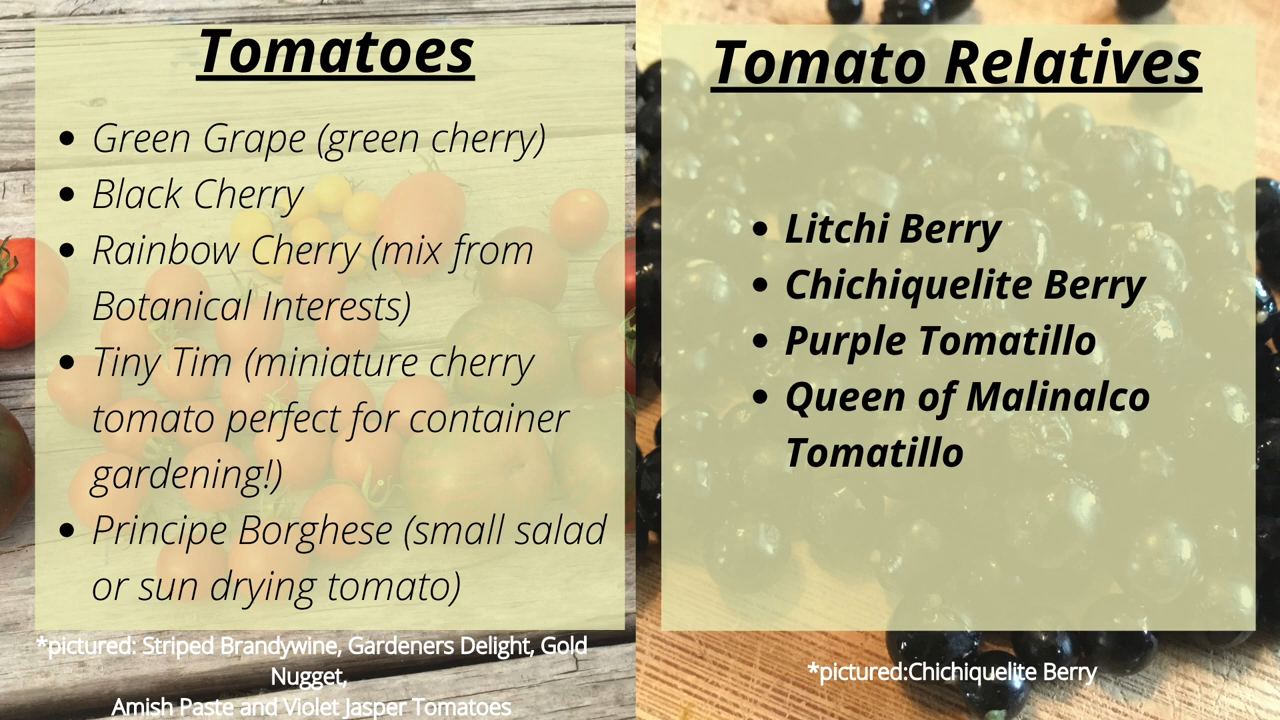 Tomatoes
• Green Grape (green cherry)
• Black Cherry
• Rainbow Cherry (mix from
Botanical Interests)
• Tiny Tim (miniature cherry
tomato perfect for container
gardening!)
• Principe Borghese (small salad
or sun drying tomato)
*pictured: Striped Brandywine, Gardeners Delight, Gold
Nugget,
Amish Paste and Violet Jasper Tomatoes
Tomato Relatives
• Litchi Berry
• Chichiquelite Berry
• Purple Tomatillo
• Queen of Malinalco
Tomatillo
*pictured:Chichiquelite Berry